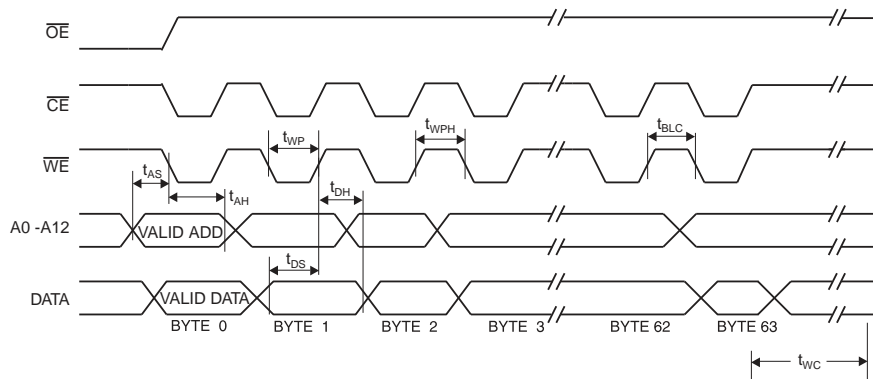 OE
CE
tWP
tWPH
tBLC
WE
tAS
tAH
tDH
A0 -A12
VALID ADD
tDS
DATA
VALID DATA
BYTE 0
BYTE 1
BYTE 2
BYTE 3
BYTE 62
BYTE 63
tWC